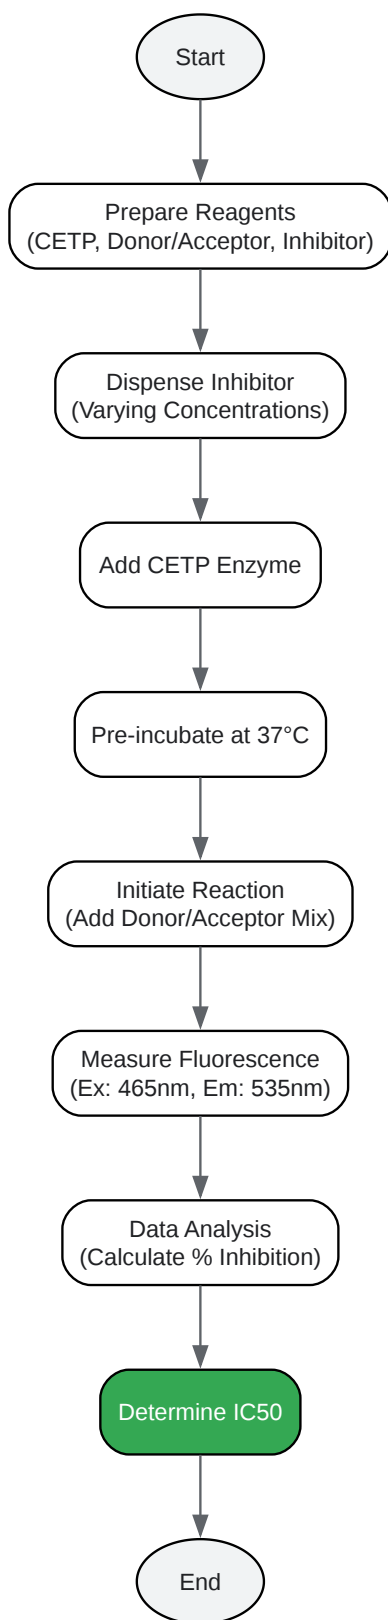 Start
Prepare Reagents
(CETP, Donor/Acceptor, Inhibitor)
Dispense Inhibitor
(Varying Concentrations)
Add CETP Enzyme
Pre-incubate at 37°C
Initiate Reaction
(Add Donor/Acceptor Mix)
Measure Fluorescence
(Ex: 465nm, Em: 535nm)
Data Analysis
(Calculate % Inhibition)
Determine IC50
End